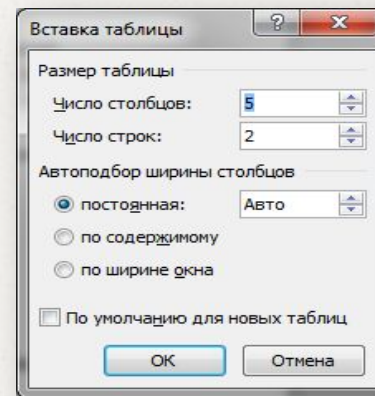 Вставка таблицы
Размер таблицы
Число столбцов: 5
Число строк: 2
Автоподбор ширины столбцов
постоянная: Авто
по содержимому
по ширине окна
По умолчанию для новых таблиц
ОК Отмена